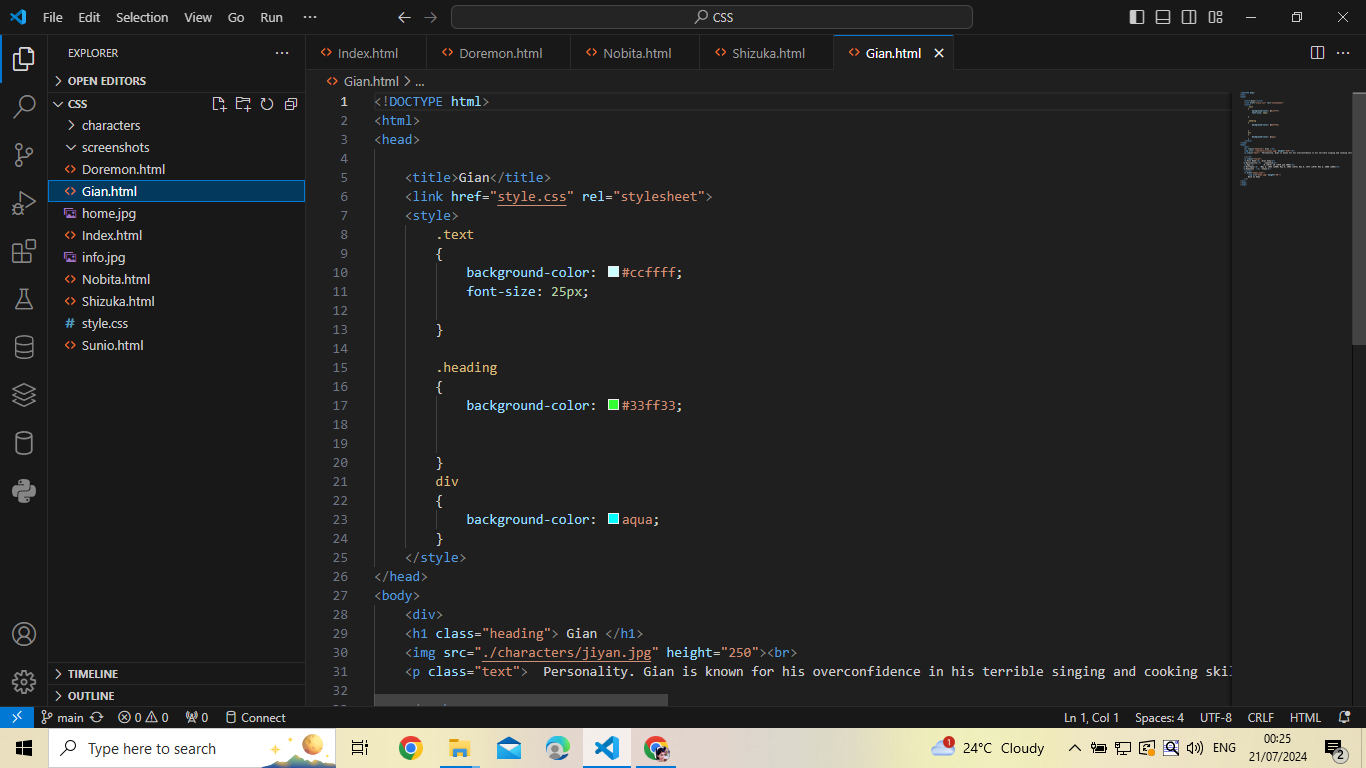 File Edit Selection View Go Run ···
CSS
EXPLORER ···
Index.html Doremon.html Nobita.html Shizuka.html Gian.html
OPEN EDITORS
Gian.html > ...
CSS
characters
screenshots
Doremon.html
Gian.html
home.jpg
Index.html
info.jpg
Nobita.html
Shizuka.html
style.css
Sunio.html
TIMELINE
OUTLINE
1 <!DOCTYPE html>
2 <html>
3 <head>
4
5 <title>Gian</title>
6 <link href="style.css" rel="stylesheet">
7 <style>
8 .text
9 {
10 background-color: #ccffff;
11 font-size: 25px;
12
13 }
14
15 .heading
16 {
17 background-color: #33ff33;
18
19
20 }
21 div
22 {
23 background-color: aqua;
24 }
25 </style>
26 </head>
27 <body>
28 <div>
29 <h1 class="heading"> Gian </h1>
30 <img src="./characters/jiyan.jpg" height="250"><br>
31 <p class="text"> Personality. Gian is known for his overconfidence in his terrible singing and cooking skil
32
main 0 0 0 Connect Ln 1, Col 1 Spaces: 4 UTF-8 CRLF HTML
Type here to search
1 24°C Cloudy ENG
00:25
21/07/2024
2